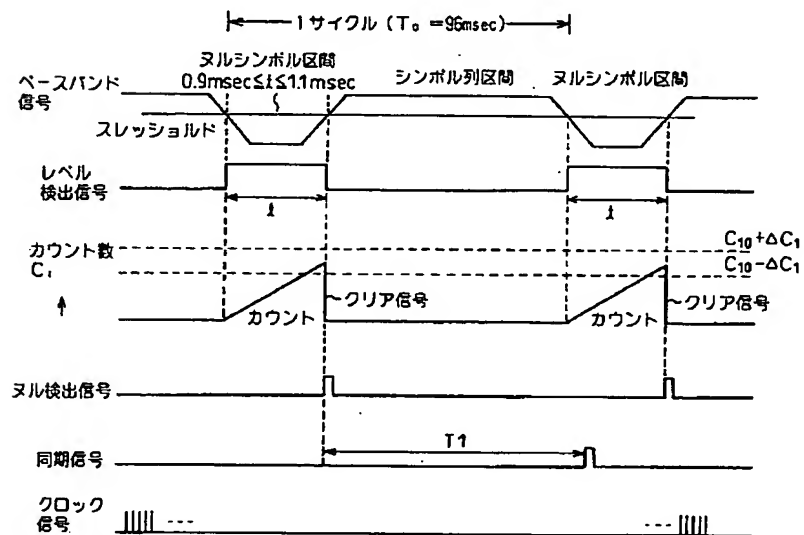 1サイクル (To =96msec)
ヌルシンボル区間
0.9msec≤t≤1.1msec
シンボル列区間
ヌルシンボル区間
ベースバンド
信号
スレッショルド
レベル
検出信号
t
t
カウント数
C₁
C₁₀+△C₁
C₁₀-△C₁
クリア信号
カウント
クリア信号
カウント
ヌル検出信号
T1
同期信号
クロック
信号